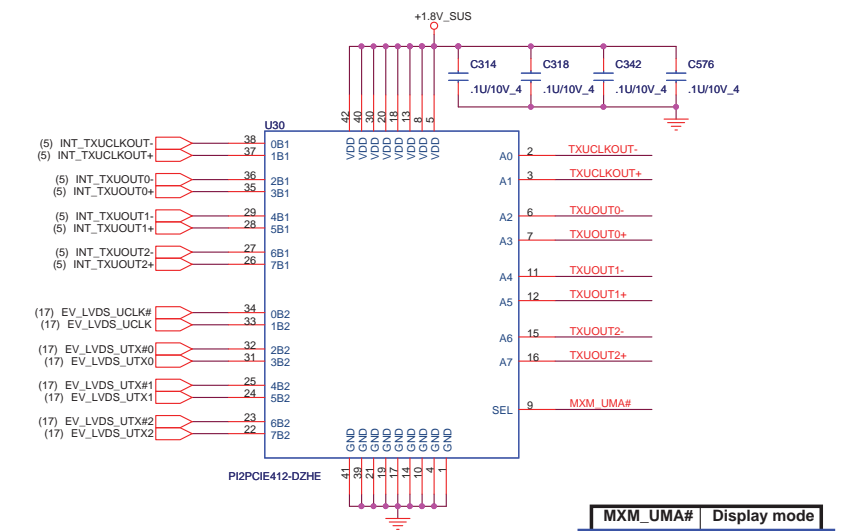 +1.8V_SUS
C314 C318 C342 C576
.1U/10V_4 .1U/10V_4 .1U/10V_4 .1U/10V_4
42 40 30 20 18 13 8 5
U30
VDD VDD VDD VDD VDD VDD VDD VDD
(5) INT_TXUCLKOUT- 38 0B1
(5) INT_TXUCLKOUT+ 37 1B1
A0 2 TXUCLKOUT-
(5) INT_TXUOUT0- 36 2B1
A1 3 TXUCLKOUT+
(5) INT_TXUOUT0+ 35 3B1
(5) INT_TXUOUT1- 29 4B1
A2 6 TXUOUT0-
(5) INT_TXUOUT1+ 28 5B1
A3 7 TXUOUT0+
(5) INT_TXUOUT2- 27 6B1
(5) INT_TXUOUT2+ 26 7B1
A4 11 TXUOUT1-
A5 12 TXUOUT1+
(17) EV_LVDS_UCLK# 34 0B2
(17) EV_LVDS_UCLK 33 1B2
A6 15 TXUOUT2-
(17) EV_LVDS_UTX#0 32 2B2
(17) EV_LVDS_UTX0 31 3B2
A7 16 TXUOUT2+
(17) EV_LVDS_UTX#1 25 4B2
(17) EV_LVDS_UTX1 24 5B2
SEL 9 MXM_UMA#
(17) EV_LVDS_UTX#2 23 6B2
(17) EV_LVDS_UTX2 22 7B2
GND GND GND GND GND GND GND GND GND
41 39 21 19 17 14 10 4 1
PI2PCIE412-DZHE
MXM_UMA# Display mode